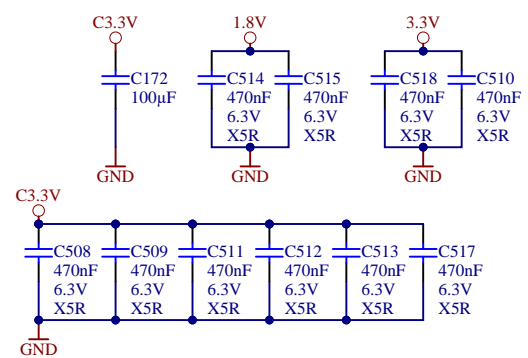 C3.3V
1.8V
3.3V
C172
100µF
C514
470nF
6.3V
X5R
C515
470nF
6.3V
X5R
C518
470nF
6.3V
X5R
C510
470nF
6.3V
X5R
GND
GND
GND
C3.3V
C508
470nF
6.3V
X5R
C509
470nF
6.3V
X5R
C511
470nF
6.3V
X5R
C512
470nF
6.3V
X5R
C513
470nF
6.3V
X5R
C517
470nF
6.3V
X5R
GND